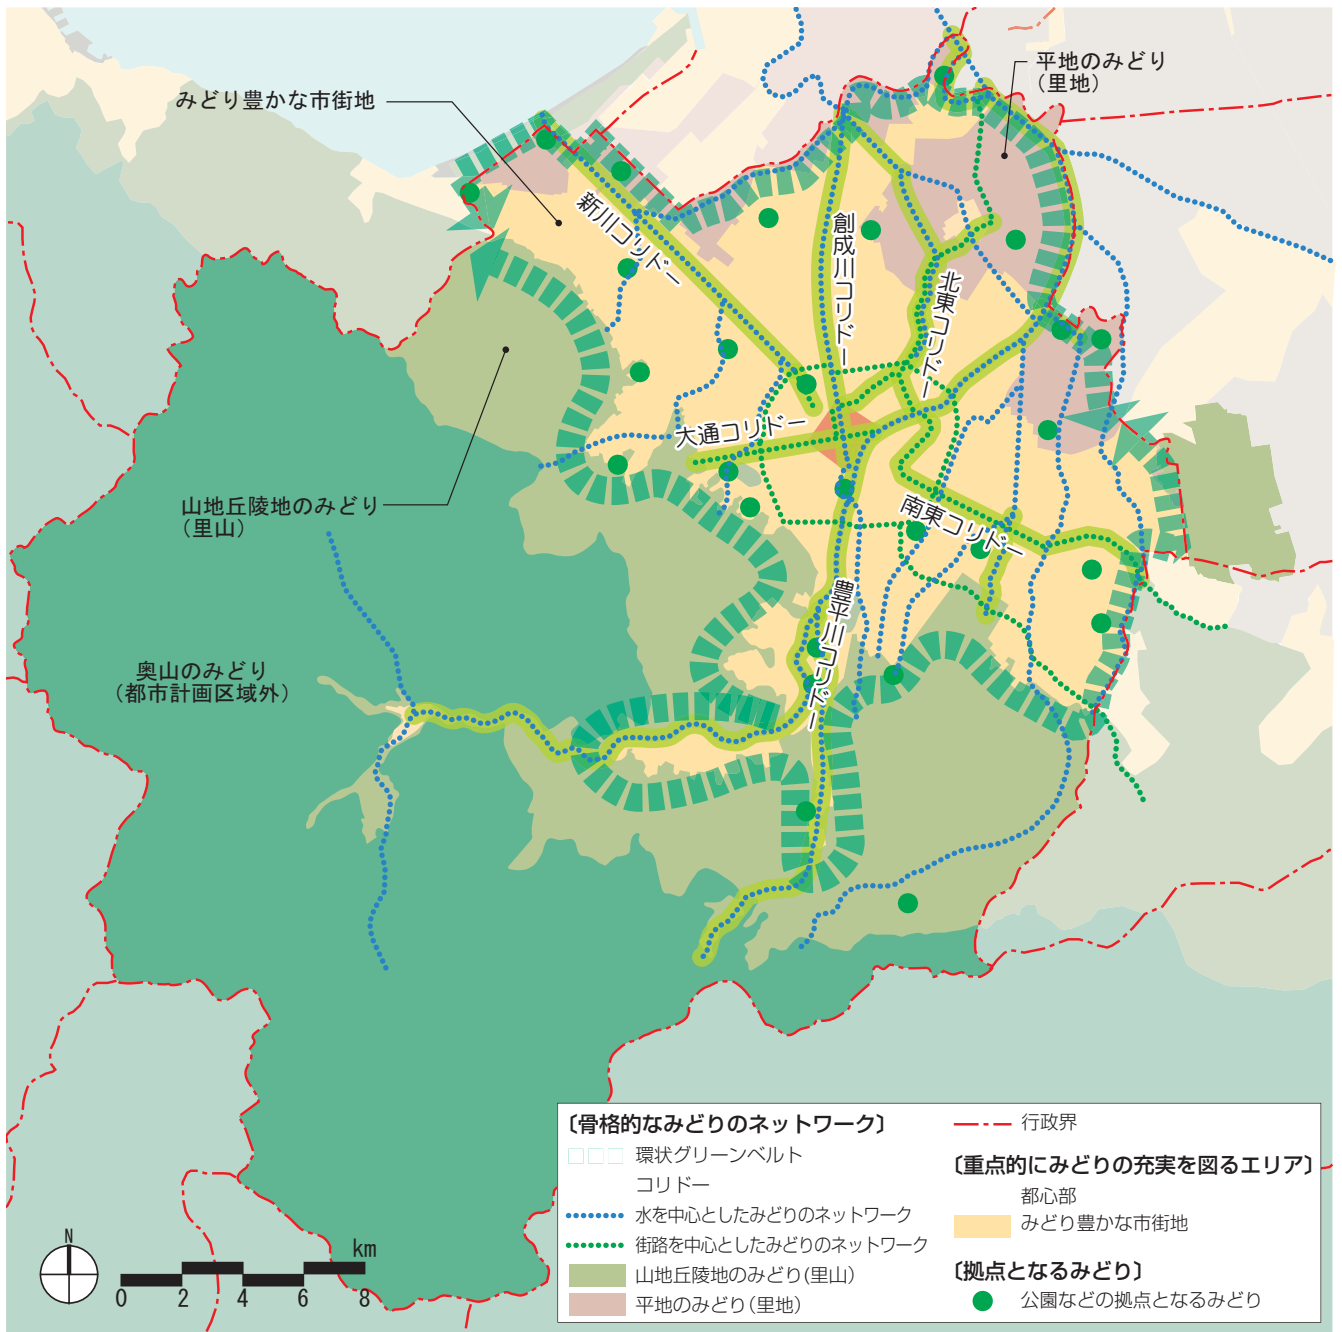 平地のみどり
(里地)
みどり豊かな市街地
新川コリドー
創成川コリドー
北東コリドー
大通コリドー
山地丘陵地のみどり
(里山)
南東コリドー
豊平川コリドー
奥山のみどり
(都市計画区域外)
〔骨格的なみどりのネットワーク〕
環状グリーンベルト
コリドー
水を中心としたみどりのネットワーク
街路を中心としたみどりのネットワーク
山地丘陵地のみどり(里山)
平地のみどり(里地)
行政界
〔重点的にみどりの充実を図るエリア〕
都心部
みどり豊かな市街地
〔拠点となるみどり〕
公園などの拠点となるみどり
N
km
0 2 4 6 8